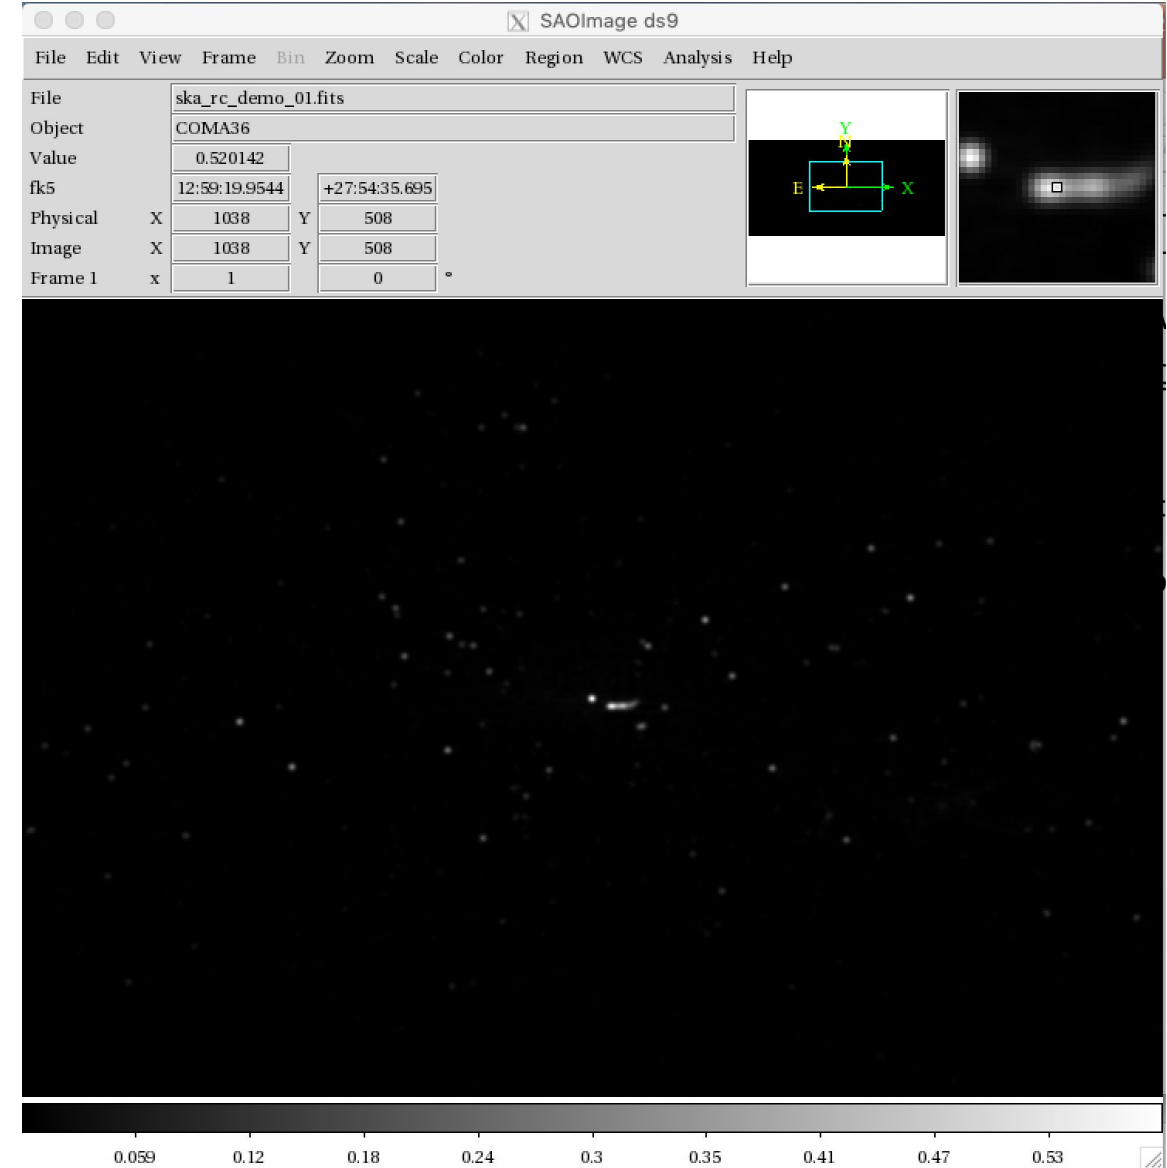 SAOImage ds9
File Edit View Frame Bin Zoom Scale Color Region WCS Analysis Help
File ska_rc_demo_01.fits
Object COMA36
Value 0.520142
fk5 12:59:19.9544 +27:54:35.695
Physical X 1038 Y 508
Image X 1038 Y 508
Frame 1 x 1 0 °
Y
N
E X
0.059 0.12 0.18 0.24 0.3 0.35 0.41 0.47 0.53